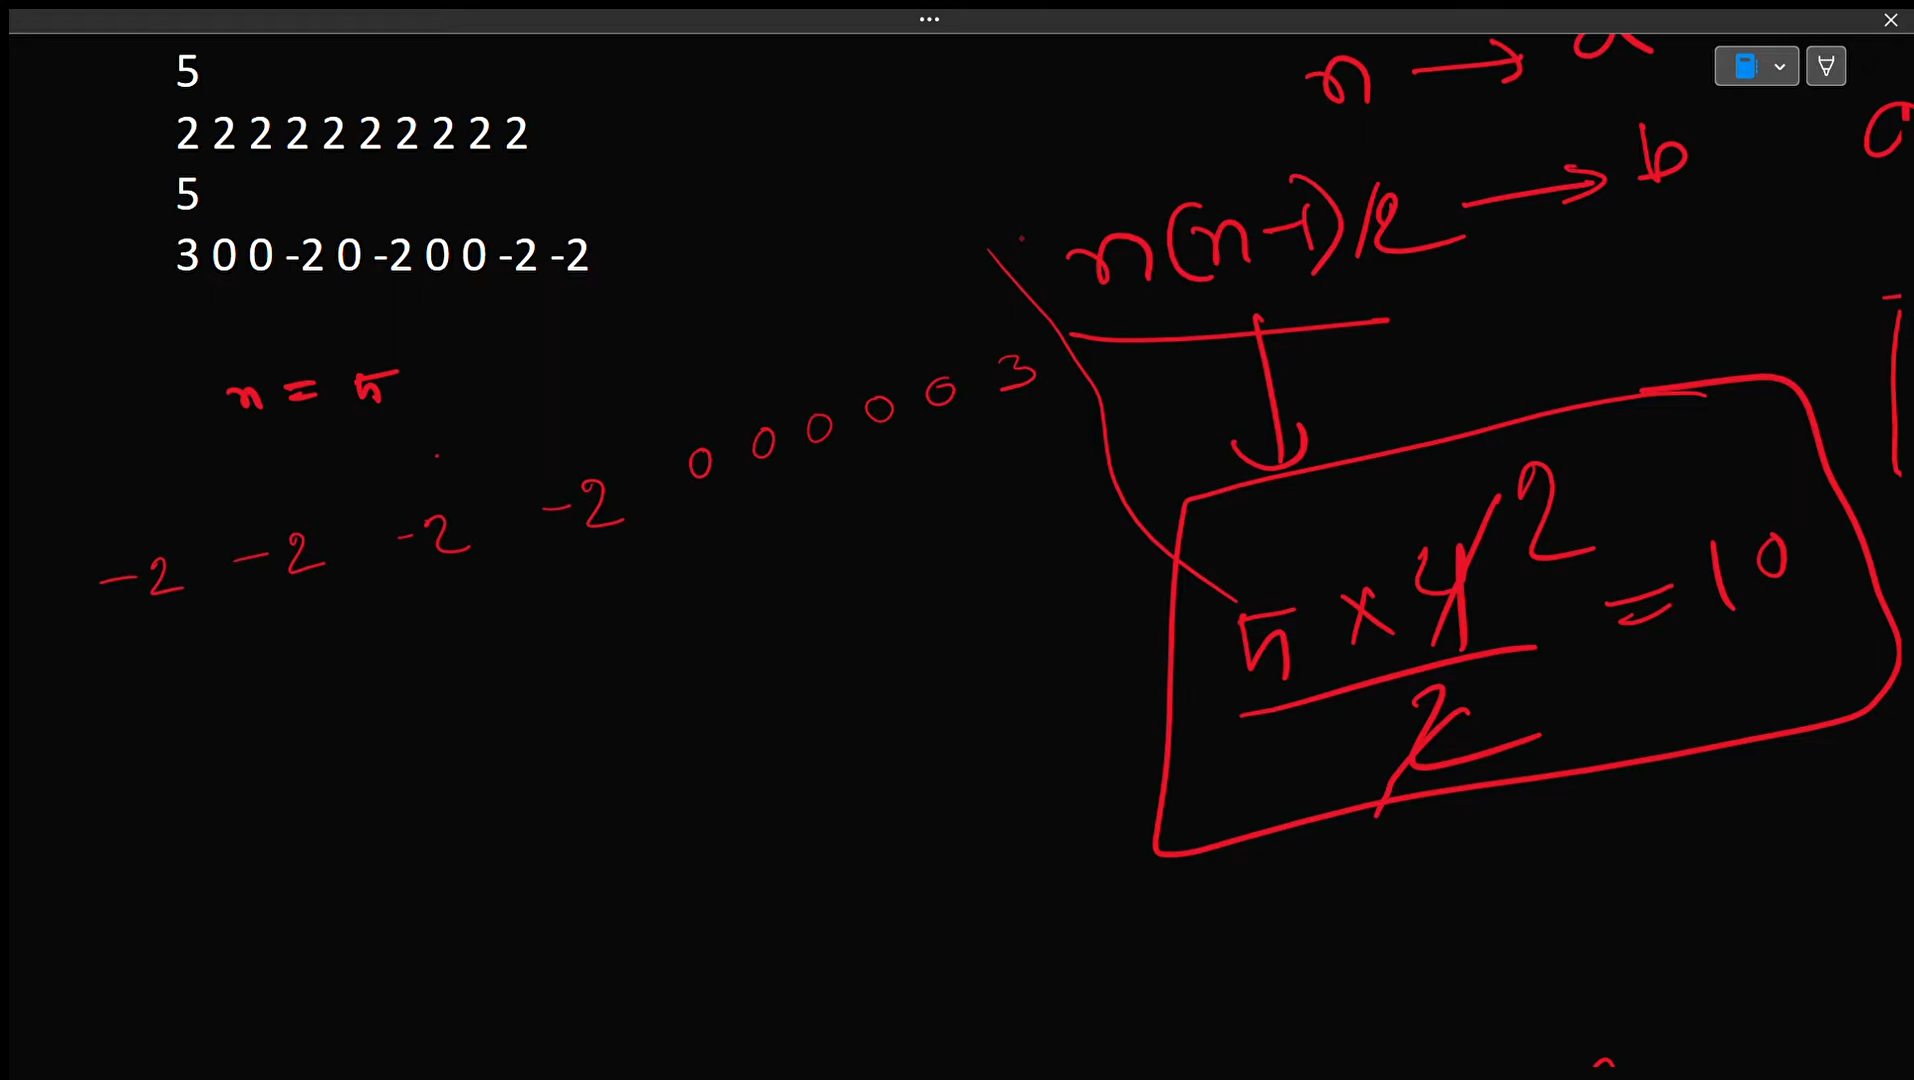 5
2 2 2 2 2 2 2 2 2 2
5
3 0 0 -2 0 -2 0 0 -2 -2
n → a
n(n-1)/2 → b
n = 5
-2 -2 -2 -2 0 0 0 0 0 3
5 × 4 2 = 10
2